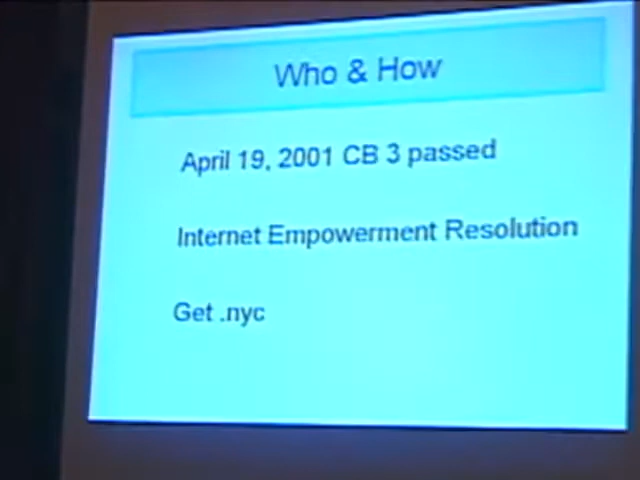 Who & How
April 19, 2001 CB 3 passed
Internet Empowerment Resolution
Get .nyc